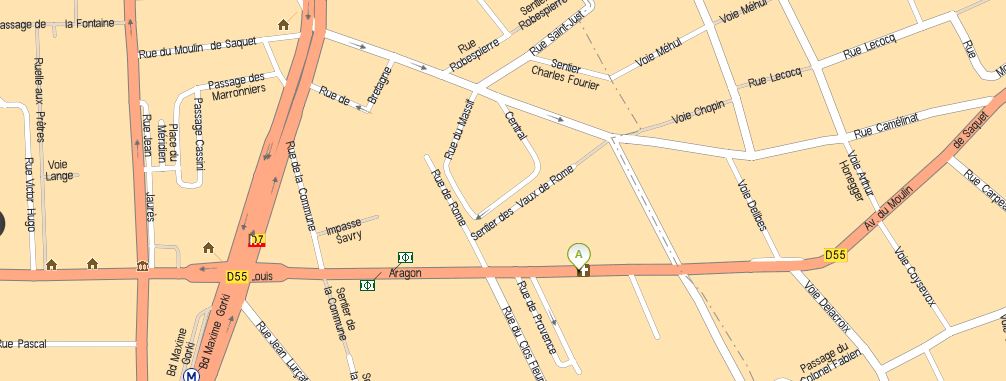 assage de la Fontaine
Rue du Moulin de Saquet
Ruelle aux Prêtres
Passage des
Marronniers
Passage Cassini
Place du
Méridien
Rue Jean
Jaurès
Voie
Lange
Rue Victor Hugo
Rue de Bretagne
Rue
Robespierre
Sentier
Robespierre
Rue Saint-Just
Sentier
Charles Fourier
Voie Méhul
Voie Méhul
Rue Lecocq
Rue Lecocq
Rue
Voie Chopin
Rue Camélinat
de Saquet
Av. du Moulin
Rue du Massif
Central
Rue de Rome
Sentier des Vaux de Rome
Rue de la Commune
Impasse
Savry
Voie Delibes
Voie Arthur
Honegger
Rue Carpea
Voie Coysevox
D7
D55
Louis
Aragon
A
D55
Bd Maxime Gorki
Bd Maxime
Gorki
M
Rue Pascal
Rue Jean Lurça
Sentier de
la Commune
Rue du Clos Fleur
Rue de Provence
Voie Delacroix
Passage du
Colonel Fabien